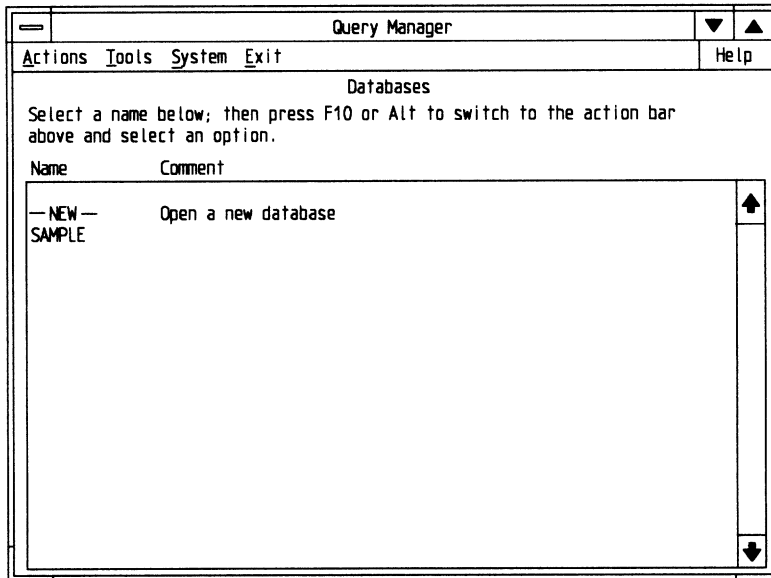 Query Manager
Actions Tools System Exit Help
Databases
Select a name below; then press F10 or Alt to switch to the action bar
above and select an option.
Name Comment
—NEW— Open a new database
SAMPLE